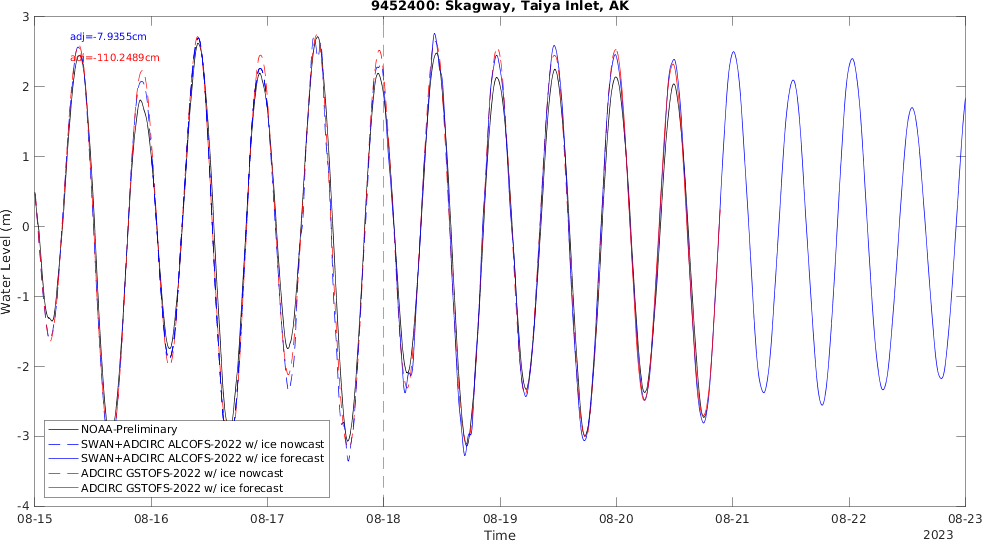 9452400: Skagway, Taiya Inlet, AK
adj=-7.9355cm
adj=-110.2489cm
3
2
1
0
-1
-2
-3
-4
Water Level (m)
NOAA-Preliminary
SWAN+ADCIRC ALCOFS-2022 w/ ice nowcast
SWAN+ADCIRC ALCOFS-2022 w/ ice forecast
ADCIRC GSTOFS-2022 w/ ice nowcast
ADCIRC GSTOFS-2022 w/ ice forecast
08-15 08-16 08-17 08-18 08-19 08-20 08-21 08-22 08-23
Time
2023